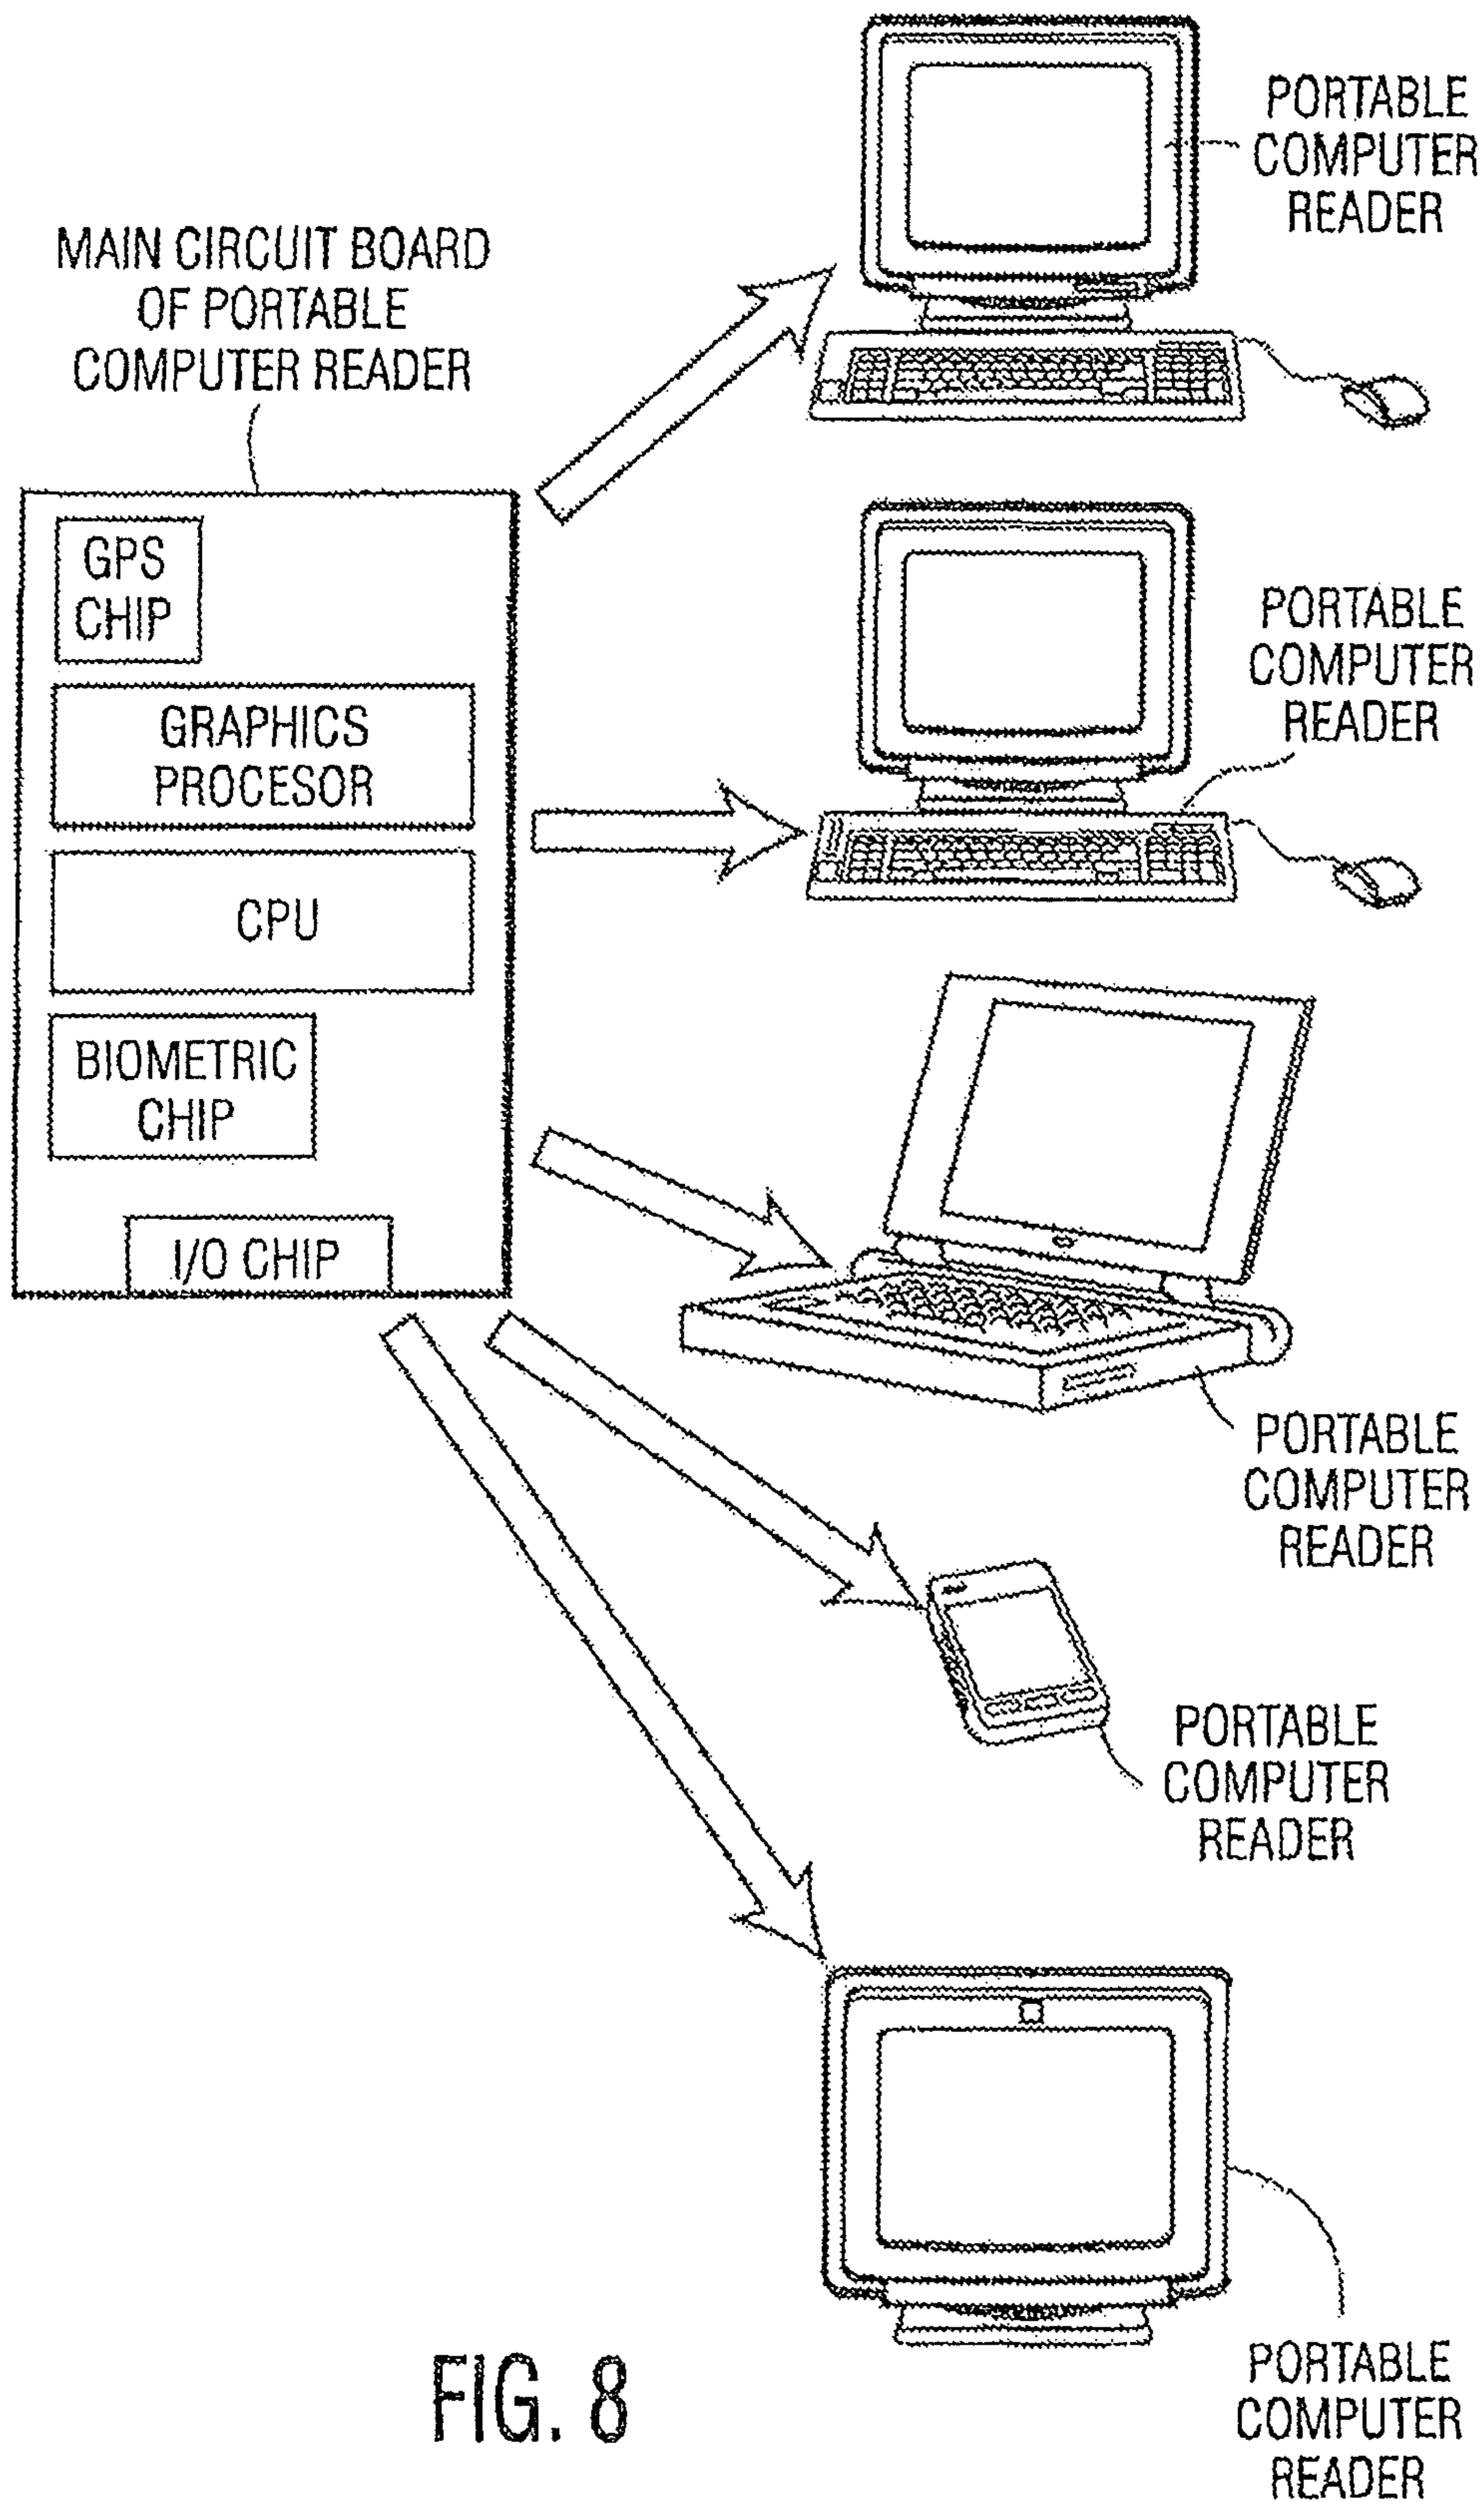 PORTABLE
COMPUTER
READER
MAIN CIRCUIT BOARD
OF PORTABLE
COMPUTER READER
GPS
CHIP
GRAPHICS
PROCESOR
CPU
BIOMETRIC
CHIP
I/O CHIP
PORTABLE
COMPUTER
READER
PORTABLE
COMPUTER
READER
PORTABLE
COMPUTER
READER
PORTABLE
COMPUTER
READER
FIG. 8